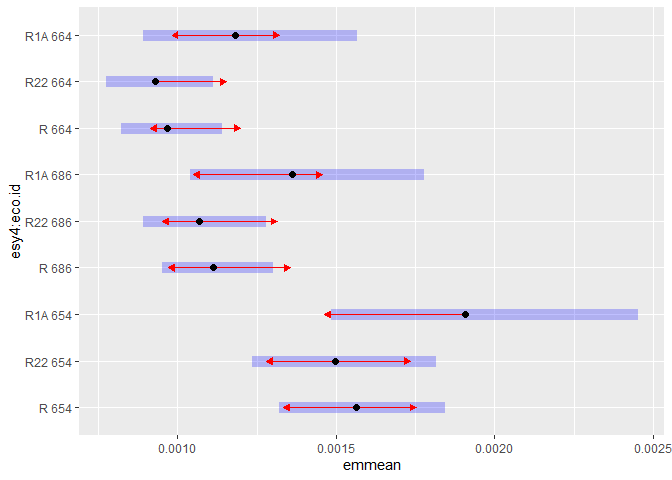 R1A 664
R22 664
R 664
R1A 686
R22 686
R 686
R1A 654
R22 654
R 654
esy4:eco.id
0.0010 0.0015 0.0020 0.0025
emmean